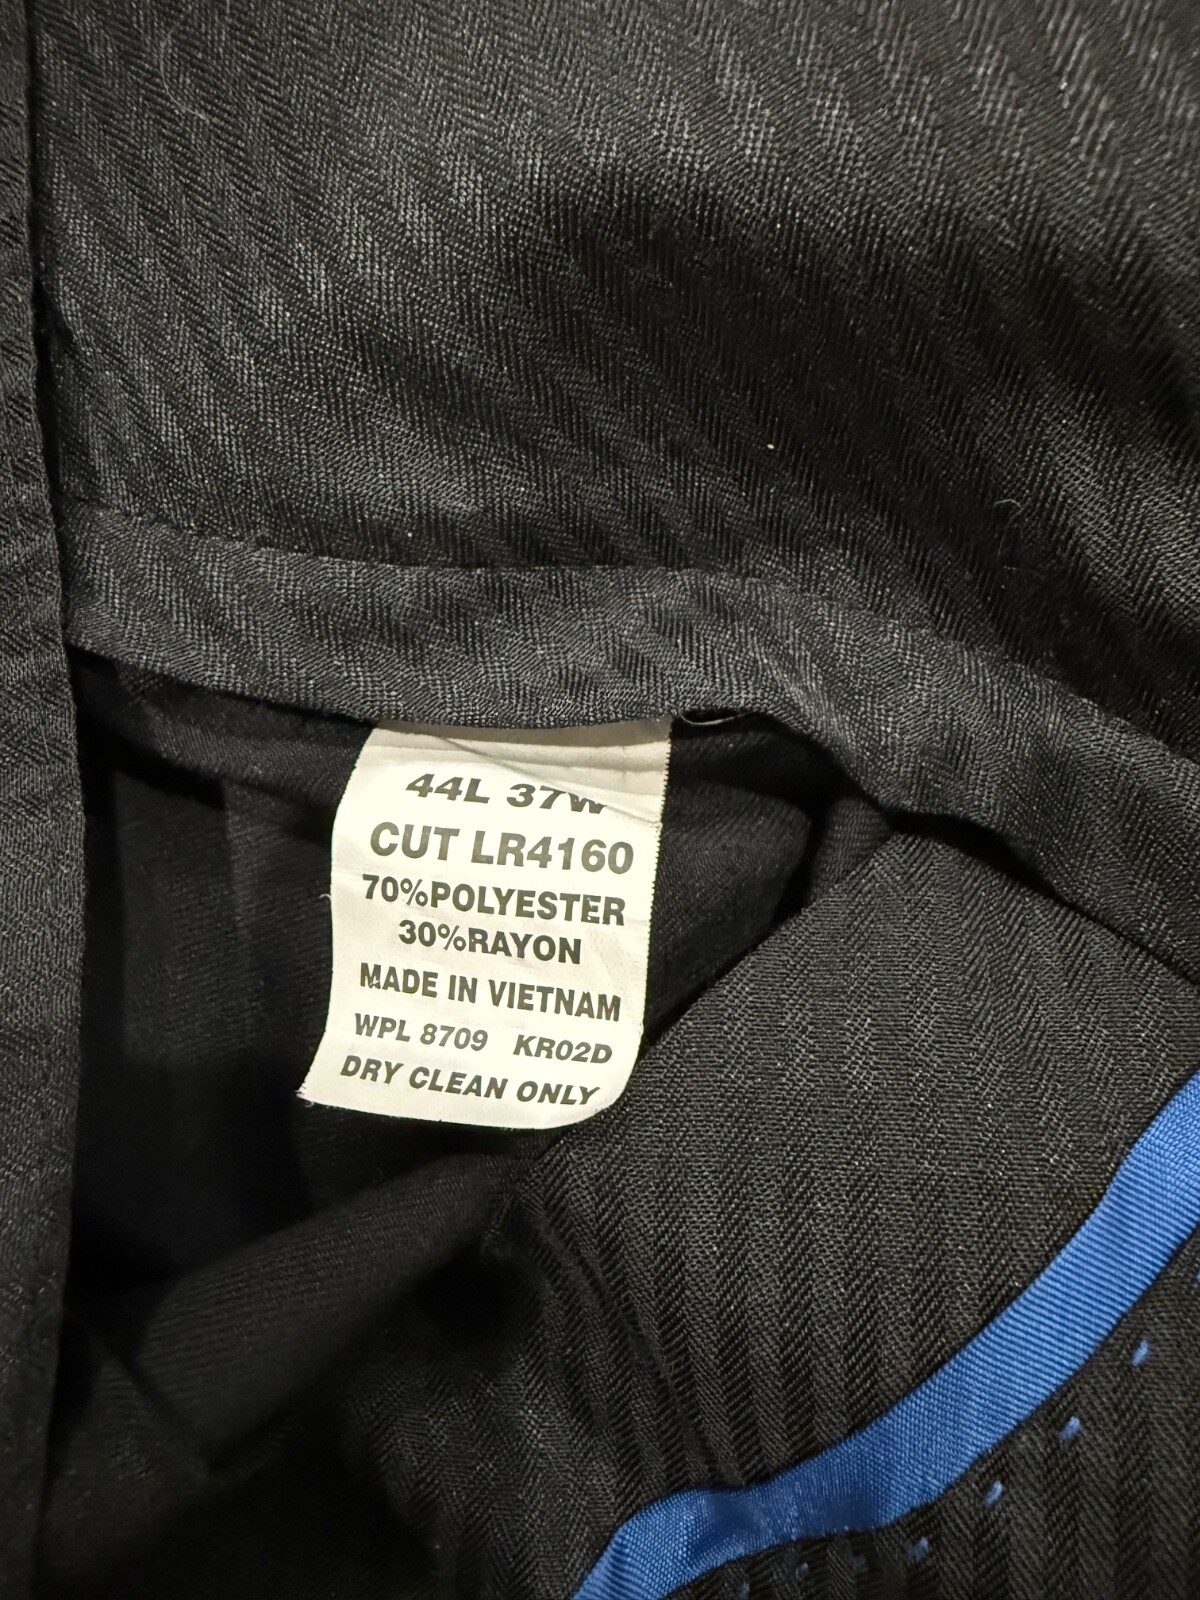 44L 37W
CUT LR4160
70%POLYESTER
30%RAYON
MADE IN VIETNAM
WPL 8709 KR02D
DRY CLEAN ONLY